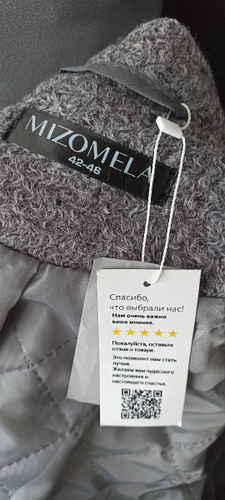 MIZOMELA
42-46
Спасибо,
что выбрали нас!
Нам очень важно
ваше мнение.
Пожалуйста, оставьте
отзыв о товаре.
Это позволит нам стать
лучше.
Желаем вам чудесного
настроения и
настоящего счастья.